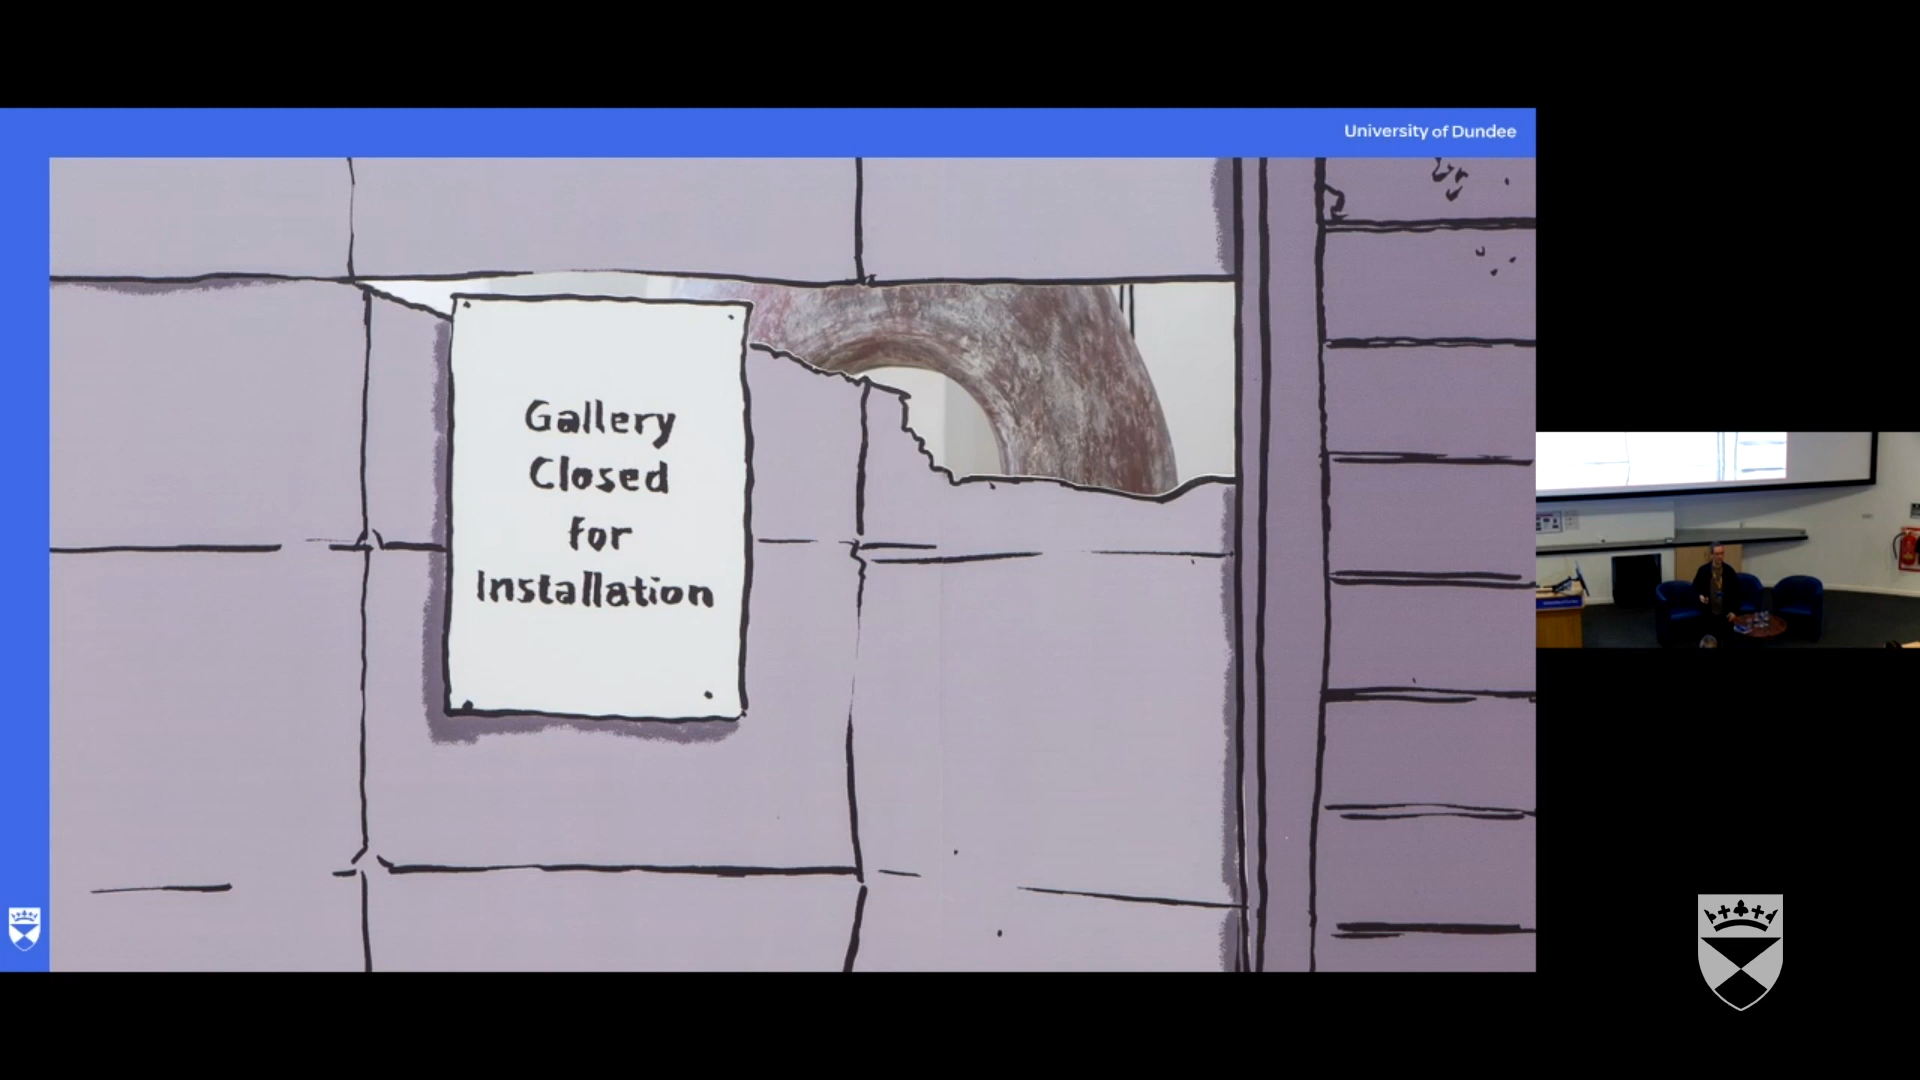 University of Dundee
Gallery
Closed
for
Installation